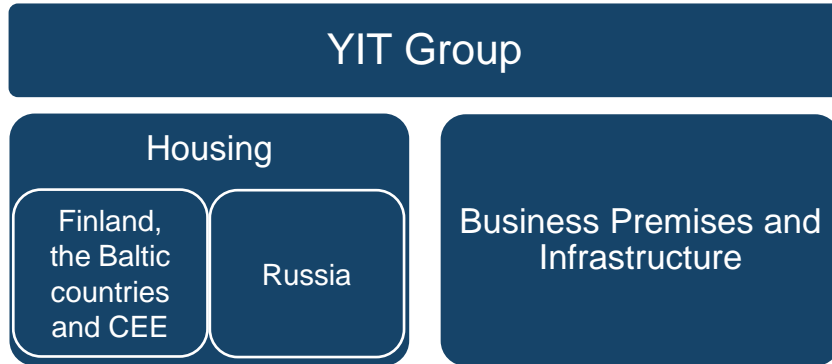 YIT Group
Housing
Finland,
the Baltic
countries
and CEE
Russia
Business Premises and
Infrastructure